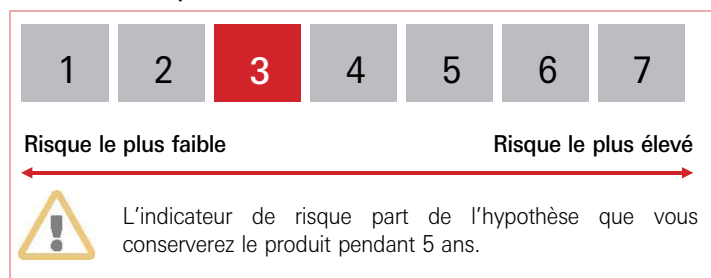 1 2 3 4 5 6 7
Risque le plus faible Risque le plus élevé
L'indicateur de risque part de l'hypothèse que vous
conserverez le produit pendant 5 ans.